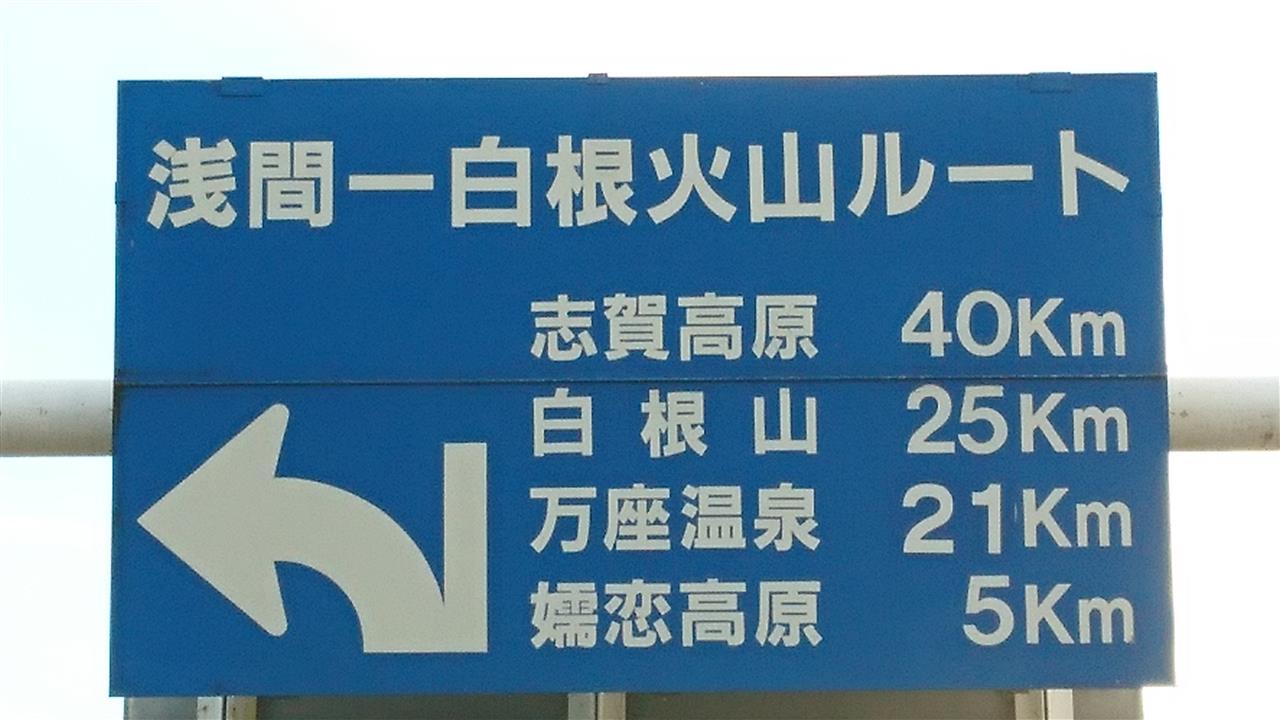 浅間ー白根火山ルート
志賀高原 40Km
白根山 25Km
万座温泉 21Km
嬬恋高原 5Km